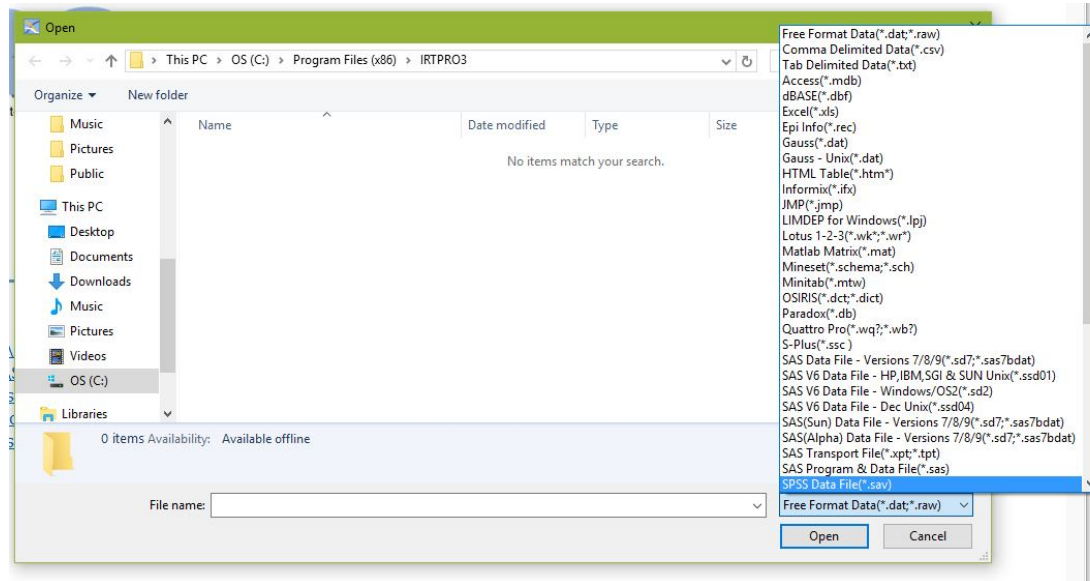 Open
This PC > OS (C:) > Program Files (x86) > IRTPRO3
Organize
New folder
Music
Pictures
Public
This PC
Desktop
Documents
Downloads
Music
Pictures
Videos
OS (C:)
Libraries
Name
Date modified
Type
Size
No items match your search.
0 items Availability: Available offline
File name:
Free Format Data(*.dat;*.raw)
Comma Delimited Data(*.csv)
Tab Delimited Data(*.txt)
Access(*.mdb)
dBASE(*.dbf)
Excel(*.xls)
Epi Info(*.rec)
Gauss(*.dat)
Gauss - Unix(*.dat)
HTML Table(*.htm*)
Informix(*.ifx)
JMP(*.jmp)
LIMDEP for Windows(*.lpj)
Lotus 1-2-3(*.wk*;*.wr*)
Matlab Matrix(*.mat)
Mineset(*.schema;*.sch)
Minitab(*.mtw)
OSIRIS(*.dct;*.dict)
Paradox(*.db)
Quattro Pro(*.wq?;*.wb?)
S-Plus(*.ssc )
SAS Data File - Versions 7/8/9(*.sd7;*.sas7bdat)
SAS V6 Data File - HP,IBM,SGI & SUN Unix(*.ssd01)
SAS V6 Data File - Windows/OS2(*.sd2)
SAS V6 Data File - Dec Unix(*.ssd04)
SAS(Sun) Data File - Versions 7/8/9(*.sd7;*.sas7bdat)
SAS(Alpha) Data File - Versions 7/8/9(*.sd7;*.sas7bdat)
SAS Transport File(*.xpt;*.tpt)
SAS Program & Data File(*.sas)
SPSS Data File(*.sav)
Free Format Data(*.dat;*.raw)
Open
Cancel